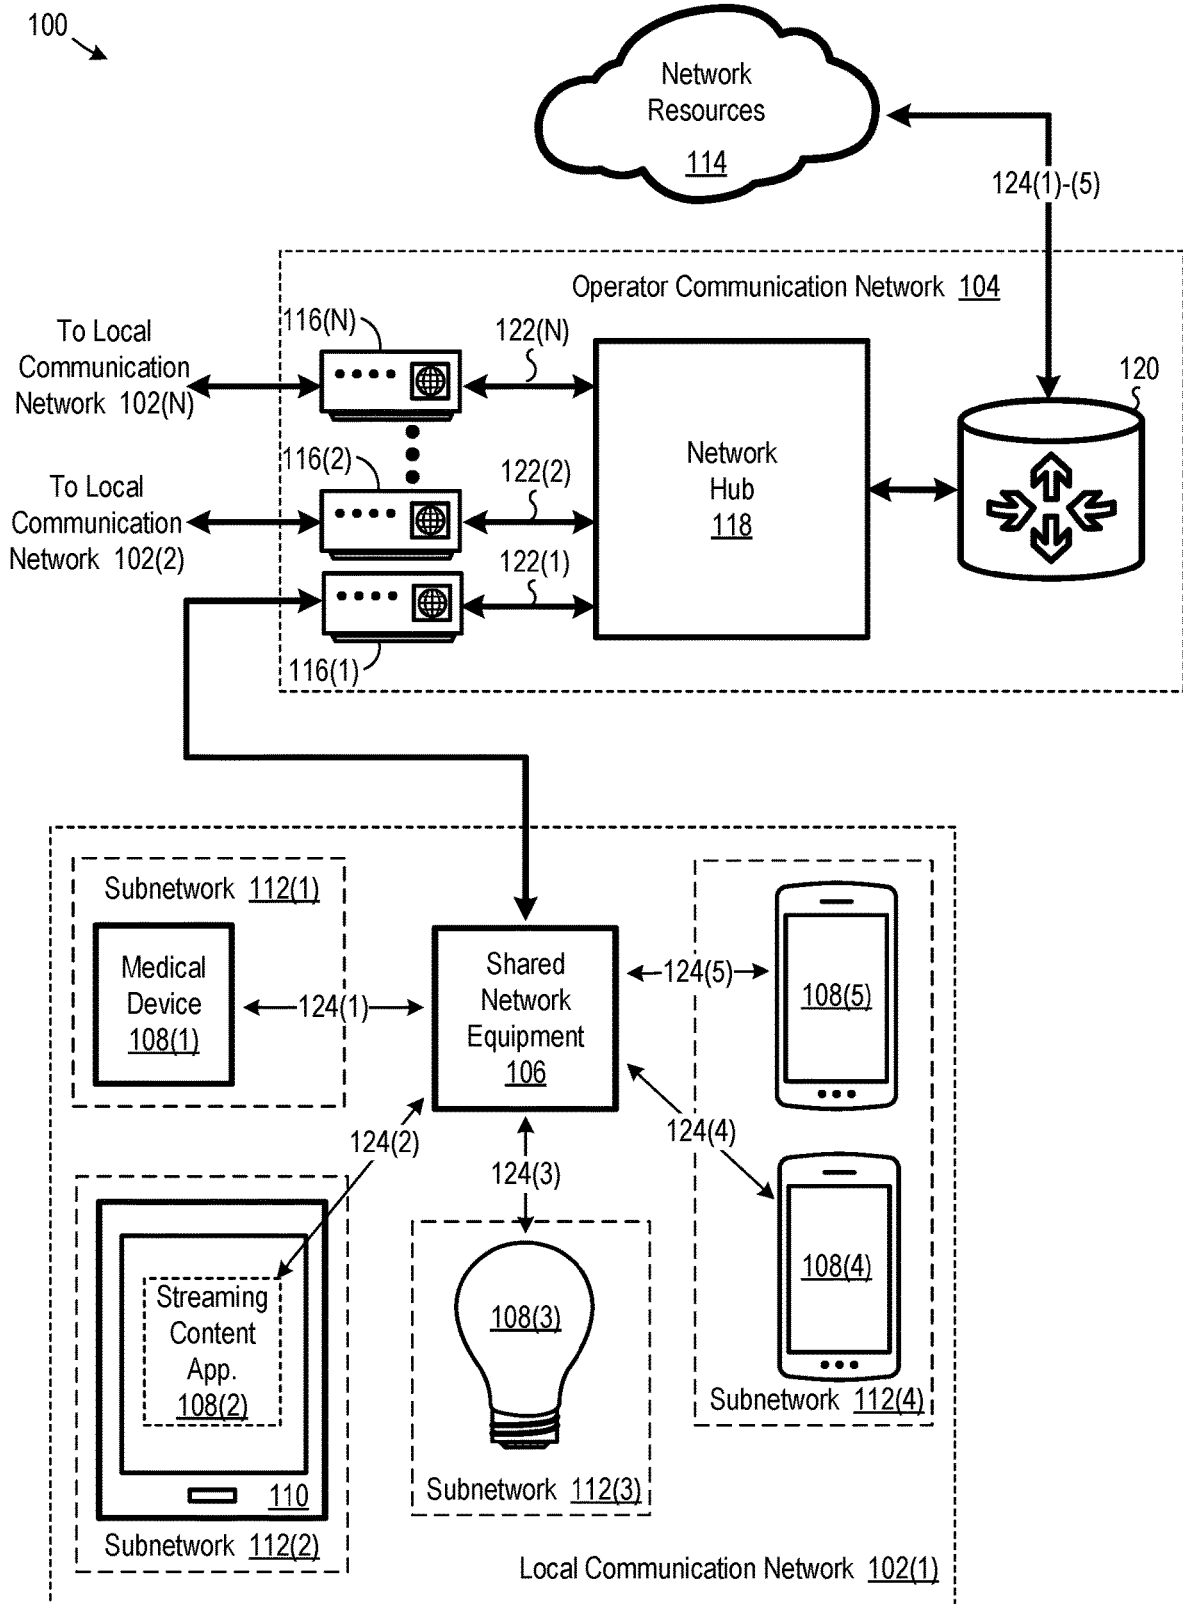 100
Network
Resources
114
124(1)-(5)
Operator Communication Network 104
116(N)
122(N)
To Local
Communication
Network 102(N)
120
116(2)
122(2)
Network
Hub
118
To Local
Communication
Network 102(2)
122(1)
116(1)
Subnetwork 112(1)
Medical
Device
108(1)
124(1)
Shared
Network
Equipment
106
124(5)
108(5)
124(2)
124(3)
124(4)
108(4)
Streaming
Content
App.
108(2)
108(3)
Subnetwork 112(4)
110
Subnetwork 112(3)
Subnetwork 112(2)
Local Communication Network 102(1)